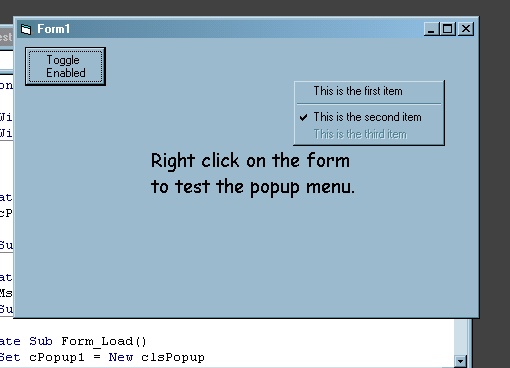 Form1
Toggle
Enabled
This is the first item
This is the second item
This is the third item
Right click on the form
to test the popup menu.
ate Sub Form_Load()
Set cPopup1 = New clsPopup